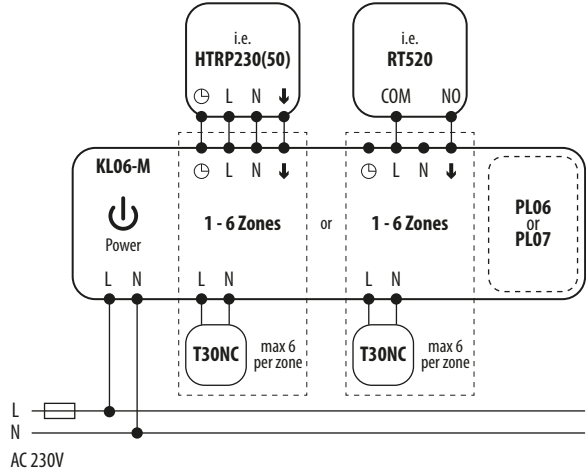 i.e.
HTRP230(50)
L N
i.e.
RT520
COM NO
KL06-M
L N
L N
Power
1 - 6 Zones
or
1 - 6 Zones
PL06
or
PL07
L N
L N
L N
T30NC
max 6
per zone
T30NC
max 6
per zone
L
N
AC 230V